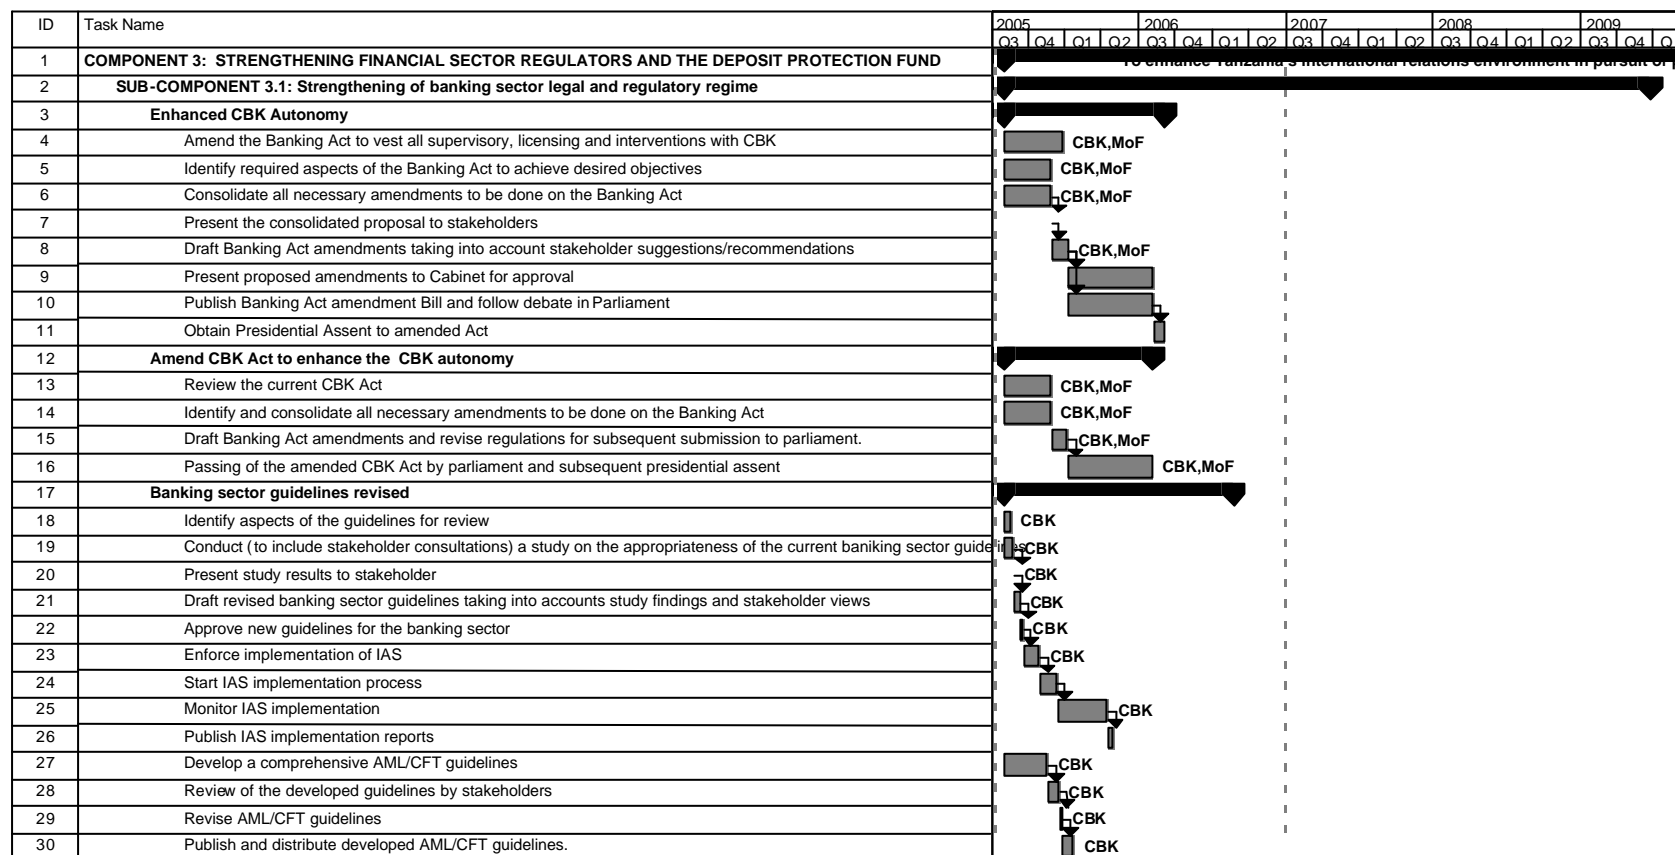 ID Task Name 2005 2006 2007 2008 2009
Q3 Q4 Q1 Q2 Q3 Q4 Q1 Q2 Q3 Q4 Q1 Q2 Q3 Q4 Q1 Q2 Q3 Q4 Q
1 COMPONENT 3: STRENGTHENING FINANCIAL SECTOR REGULATORS AND THE DEPOSIT PROTECTION FUND To enhance Tanzania's international relations environment in pursuit of p
2 SUB-COMPONENT 3.1: Strengthening of banking sector legal and regulatory regime
3 Enhanced CBK Autonomy
4 Amend the Banking Act to vest all supervisory, licensing and interventions with CBK CBK,MoF
5 Identify required aspects of the Banking Act to achieve desired objectives CBK,MoF
6 Consolidate all necessary amendments to be done on the Banking Act CBK,MoF
7 Present the consolidated proposal to stakeholders
8 Draft Banking Act amendments taking into account stakeholder suggestions/recommendations CBK,MoF
9 Present proposed amendments to Cabinet for approval
10 Publish Banking Act amendment Bill and follow debate in Parliament
11 Obtain Presidential Assent to amended Act
12 Amend CBK Act to enhance the CBK autonomy
13 Review the current CBK Act CBK,MoF
14 Identify and consolidate all necessary amendments to be done on the Banking Act CBK,MoF
15 Draft Banking Act amendments and revise regulations for subsequent submission to parliament. CBK,MoF
16 Passing of the amended CBK Act by parliament and subsequent presidential assent CBK,MoF
17 Banking sector guidelines revised
18 Identify aspects of the guidelines for review CBK
19 Conduct (to include stakeholder consultations) a study on the appropriateness of the current baniking sector guidelines CBK
20 Present study results to stakeholder CBK
21 Draft revised banking sector guidelines taking into accounts study findings and stakeholder views CBK
22 Approve new guidelines for the banking sector CBK
23 Enforce implementation of IAS CBK
24 Start IAS implementation process
25 Monitor IAS implementation CBK
26 Publish IAS implementation reports
27 Develop a comprehensive AML/CFT guidelines CBK
28 Review of the developed guidelines by stakeholders CBK
29 Revise AML/CFT guidelines CBK
30 Publish and distribute developed AML/CFT guidelines. CBK